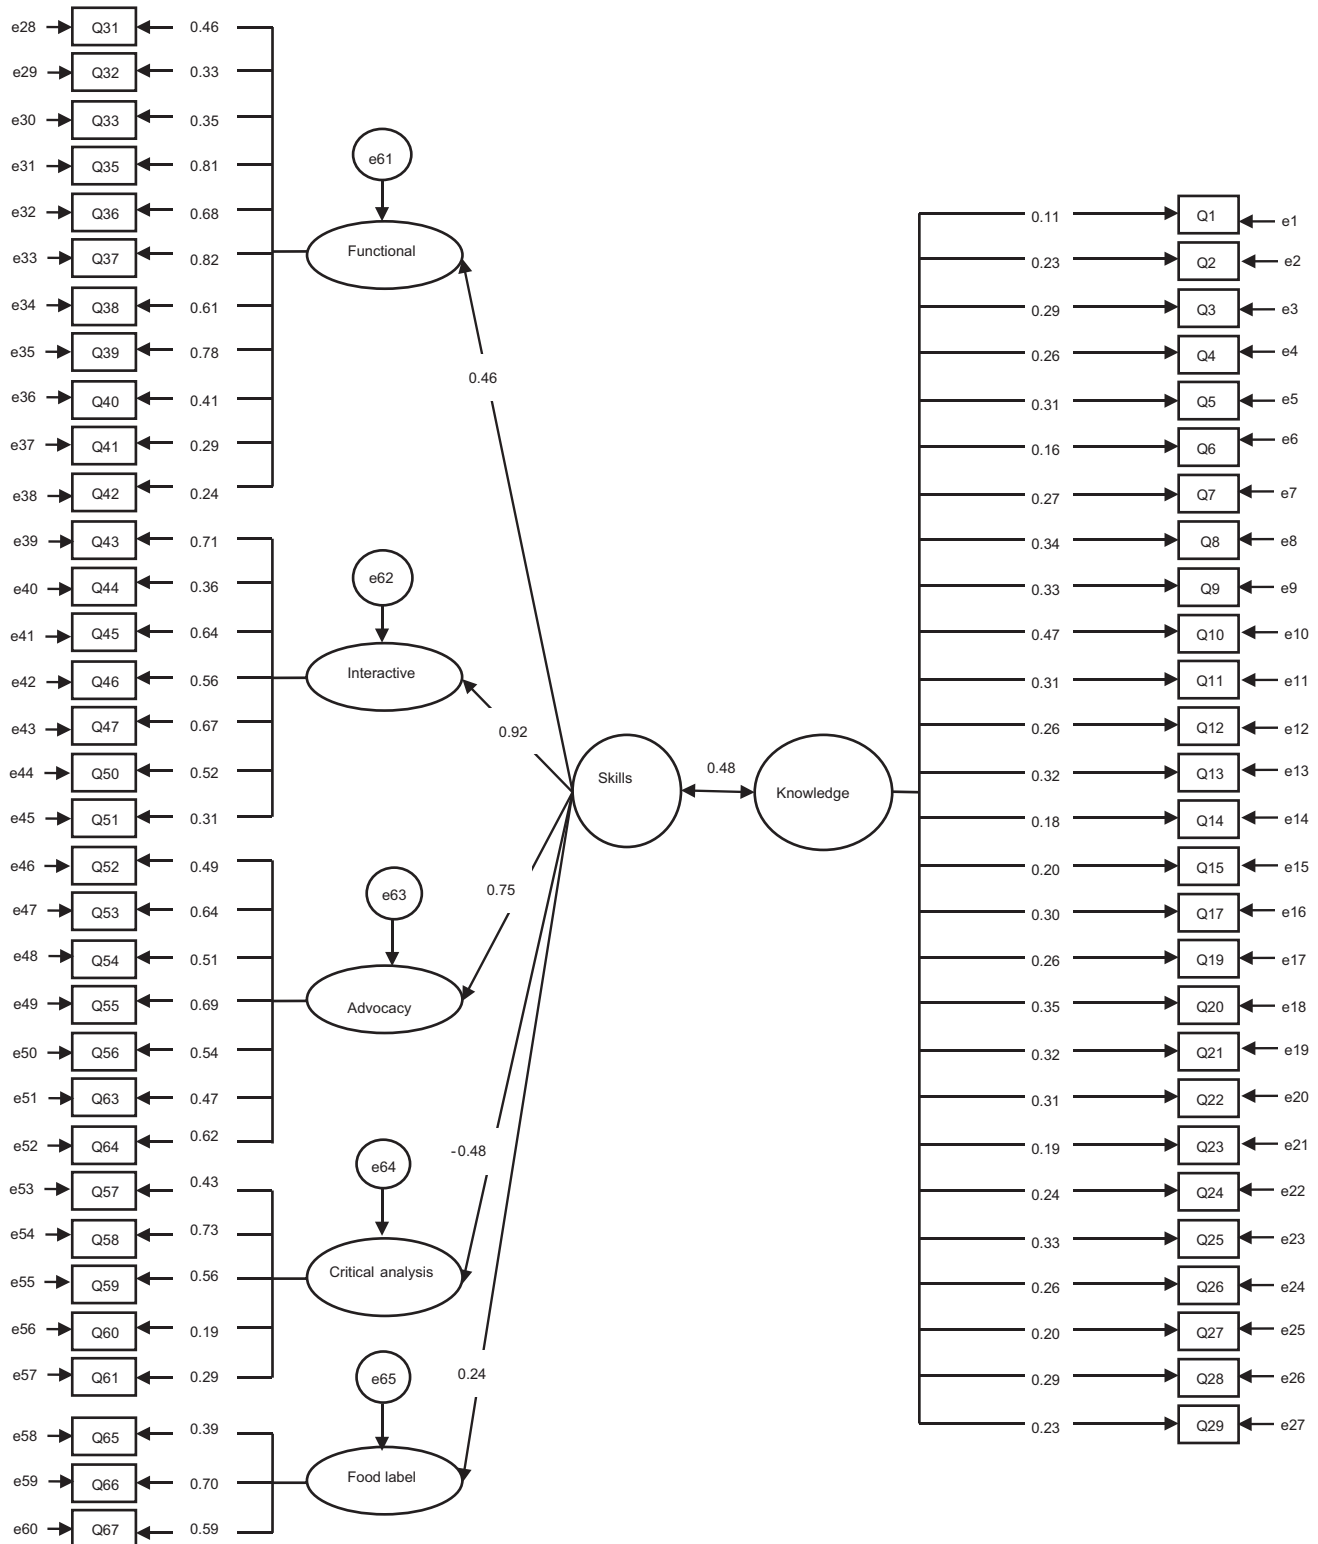 e28 Q31 0.46
e29 Q32 0.33
e30 Q33 0.35
e31 Q35 0.81
e32 Q36 0.68
e33 Q37 0.82
e34 Q38 0.61
e35 Q39 0.78
e36 Q40 0.41
e37 Q41 0.29
e38 Q42 0.24
e39 Q43 0.71
e40 Q44 0.36
e41 Q45 0.64
e42 Q46 0.56
e43 Q47 0.67
e44 Q50 0.52
e45 Q51 0.31
e46 Q52 0.49
e47 Q53 0.64
e48 Q54 0.51
e49 Q55 0.69
e50 Q56 0.54
e51 Q63 0.47
e52 Q64 0.62
e53 Q57 0.43
e54 Q58 0.73
e55 Q59 0.56
e56 Q60 0.19
e57 Q61 0.29
e58 Q65 0.39
e59 Q66 0.70
e60 Q67 0.59
e61
Functional
0.46
e62
Interactive
0.92
e63
Advocacy
0.75
e64
Critical analysis
-0.48
e65
Food label
0.24
Skills
0.48
Knowledge
0.11 Q1 e1
0.23 Q2 e2
0.29 Q3 e3
0.26 Q4 e4
0.31 Q5 e5
0.16 Q6 e6
0.27 Q7 e7
0.34 Q8 e8
0.33 Q9 e9
0.47 Q10 e10
0.31 Q11 e11
0.26 Q12 e12
0.32 Q13 e13
0.18 Q14 e14
0.20 Q15 e15
0.30 Q17 e16
0.26 Q19 e17
0.35 Q20 e18
0.32 Q21 e19
0.31 Q22 e20
0.19 Q23 e21
0.24 Q24 e22
0.33 Q25 e23
0.26 Q26 e24
0.20 Q27 e25
0.29 Q28 e26
0.23 Q29 e27